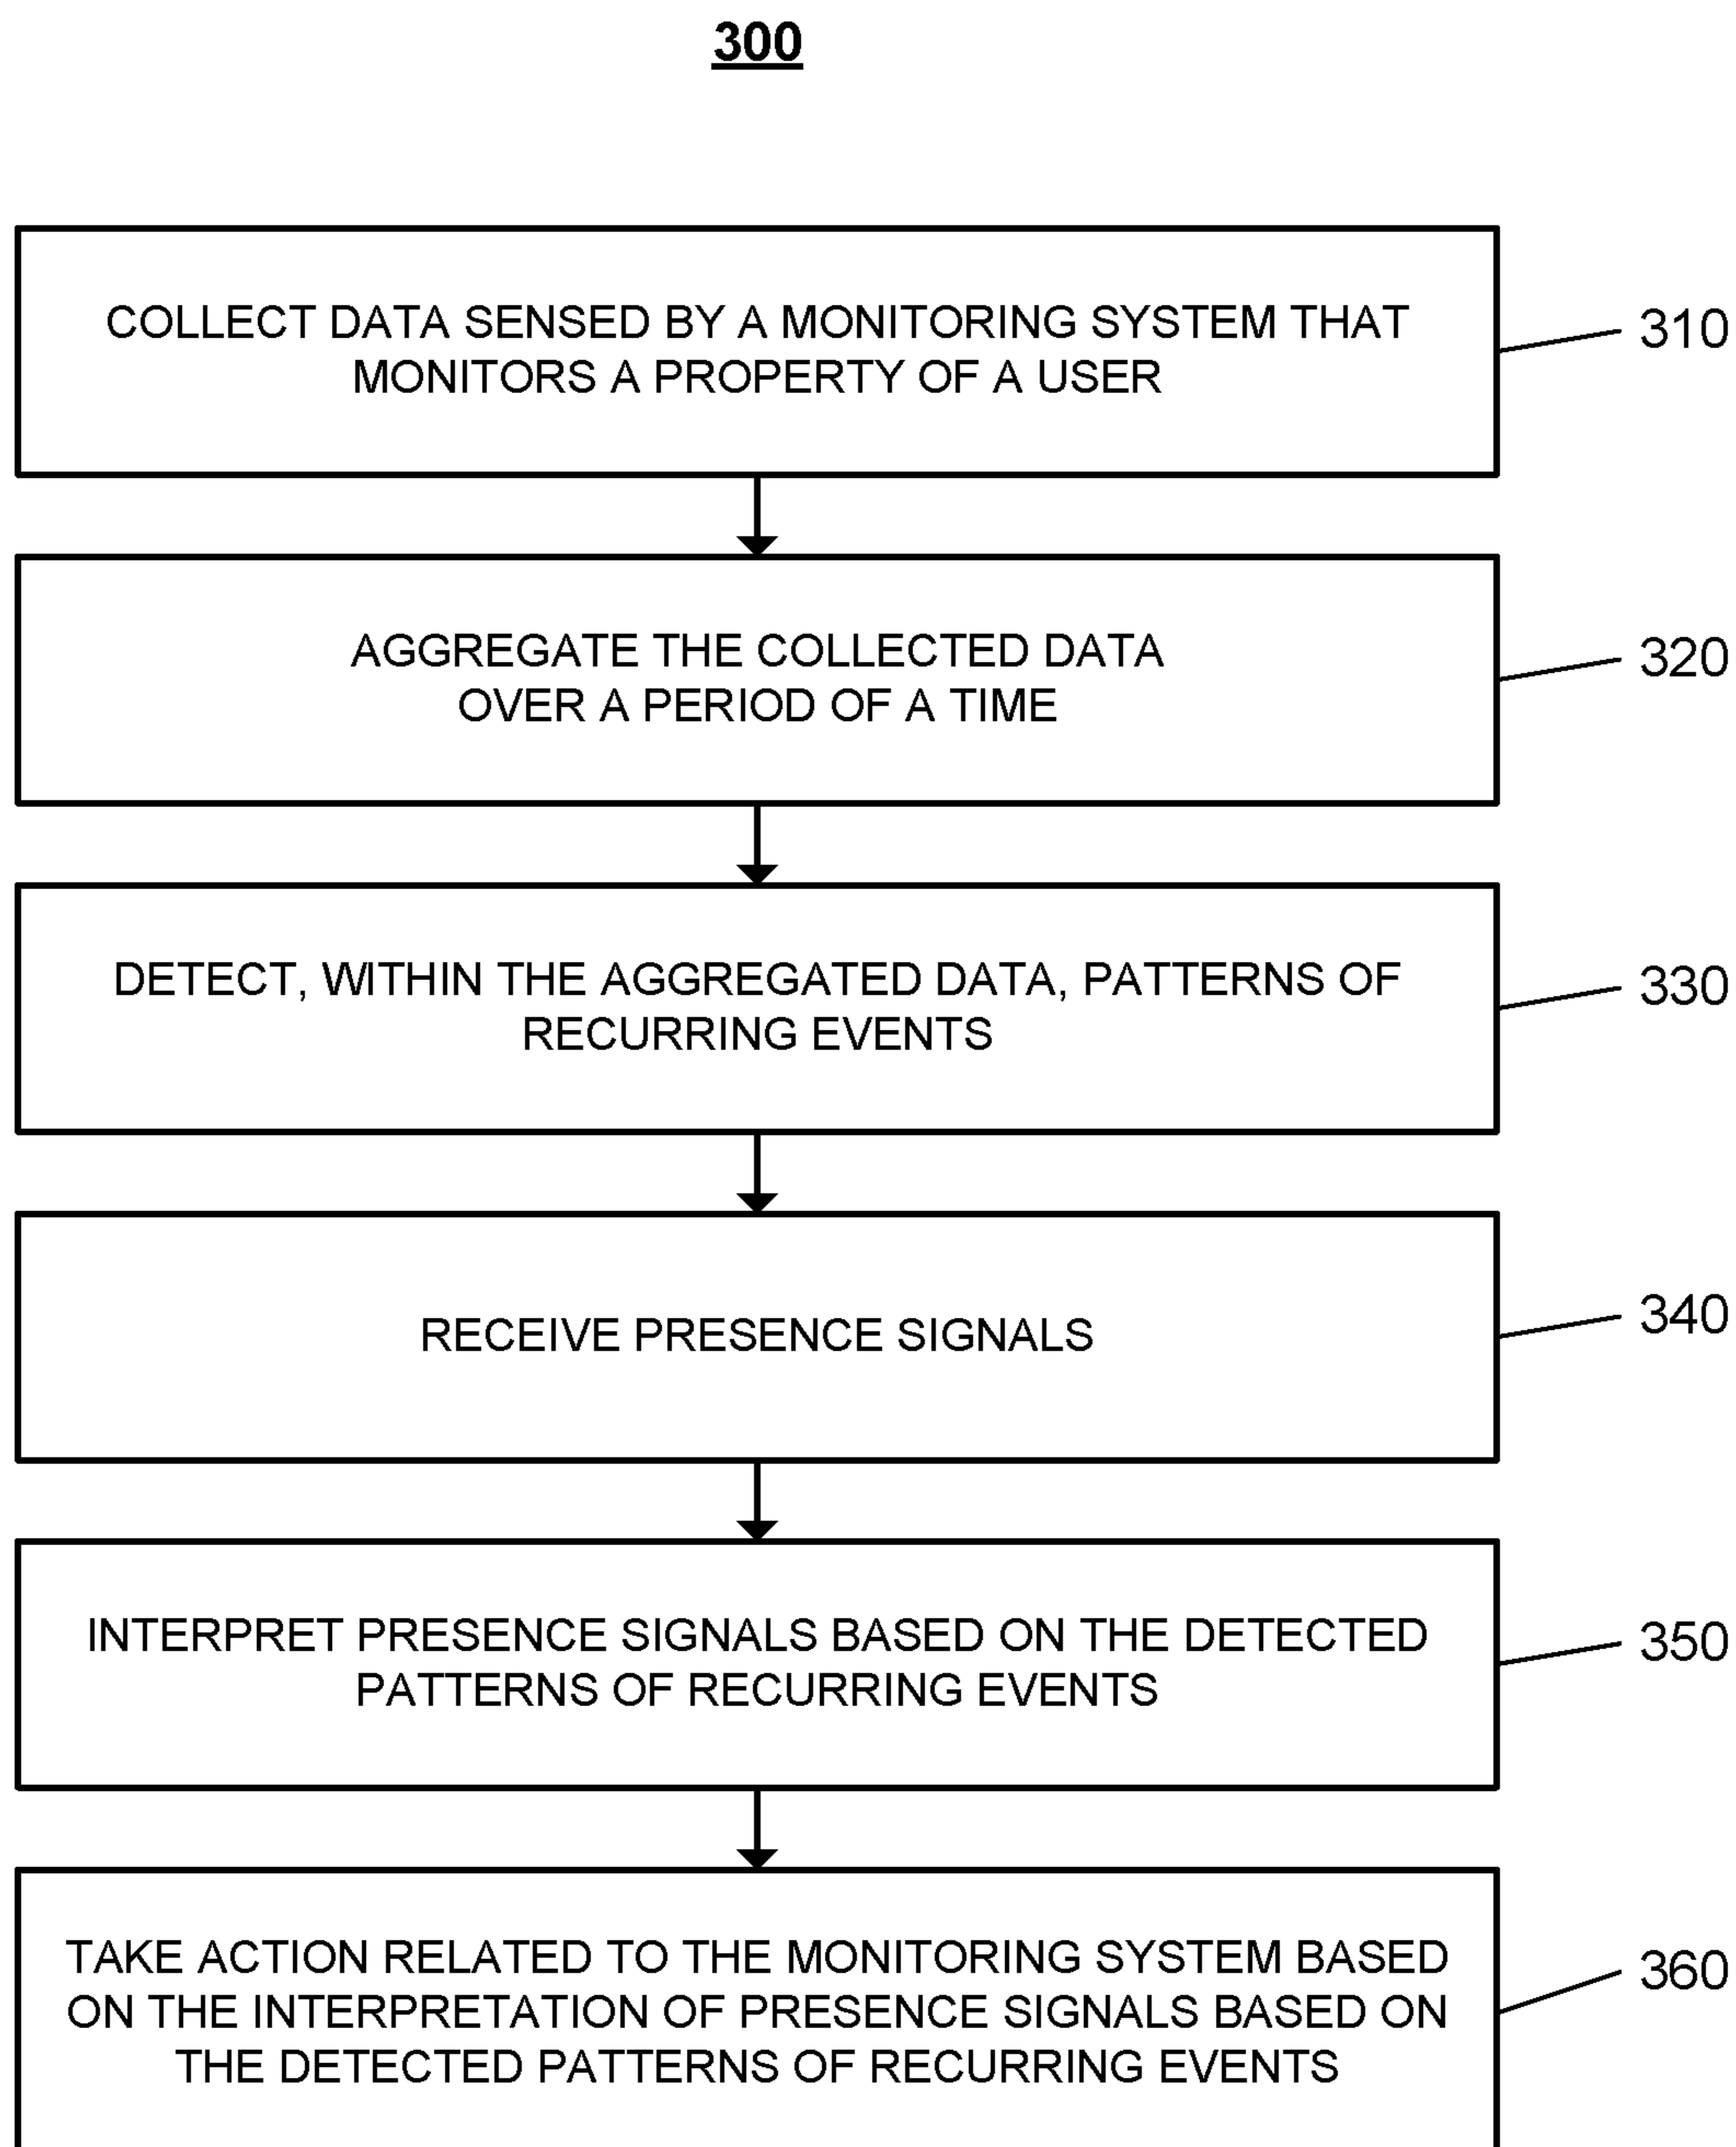 300
COLLECT DATA SENSED BY A MONITORING SYSTEM THAT
MONITORS A PROPERTY OF A USER
310
AGGREGATE THE COLLECTED DATA
OVER A PERIOD OF A TIME
320
DETECT, WITHIN THE AGGREGATED DATA, PATTERNS OF
RECURRING EVENTS
330
RECEIVE PRESENCE SIGNALS
340
INTERPRET PRESENCE SIGNALS BASED ON THE DETECTED
PATTERNS OF RECURRING EVENTS
350
TAKE ACTION RELATED TO THE MONITORING SYSTEM BASED
ON THE INTERPRETATION OF PRESENCE SIGNALS BASED ON
THE DETECTED PATTERNS OF RECURRING EVENTS
360